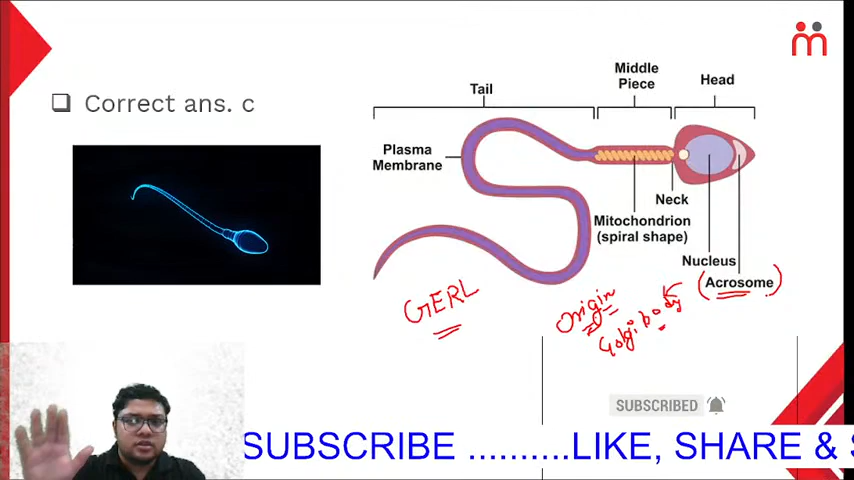 ❑ Correct ans. c
Tail
Middle
Piece
Head
Plasma
Membrane
Neck
Mitochondrion
(spiral shape)
Nucleus
(Acrosome)
GERL
Origin
Golgi body
SUBSCRIBED
SUBSCRIBE ..........LIKE, SHARE & S